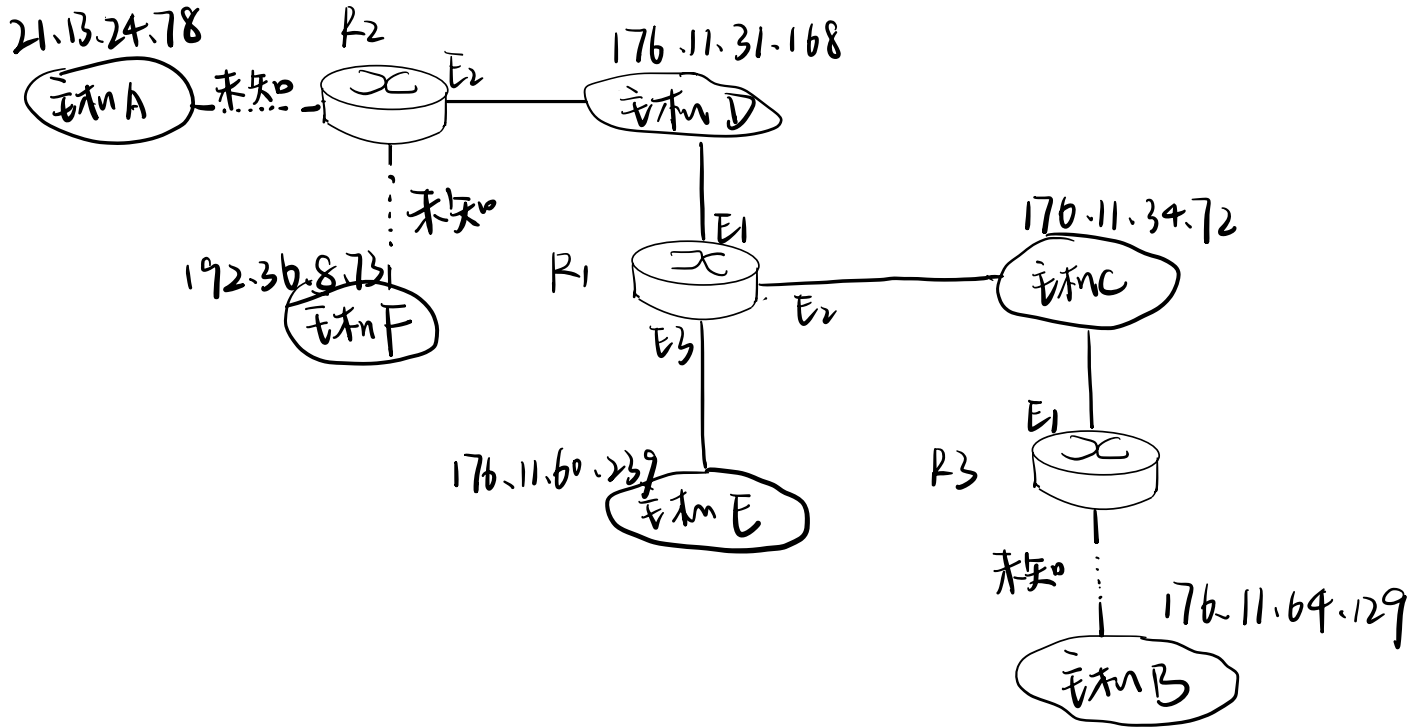 21.13.24.78
R2
176.11.31.168
主机A
未知
E2
主机D
未知
192.36.8.73
主机F
R1
E1
E2
176.11.34.72
主机C
E3
176.11.60.239
主机E
E1
R3
未知
176.11.64.129
主机B